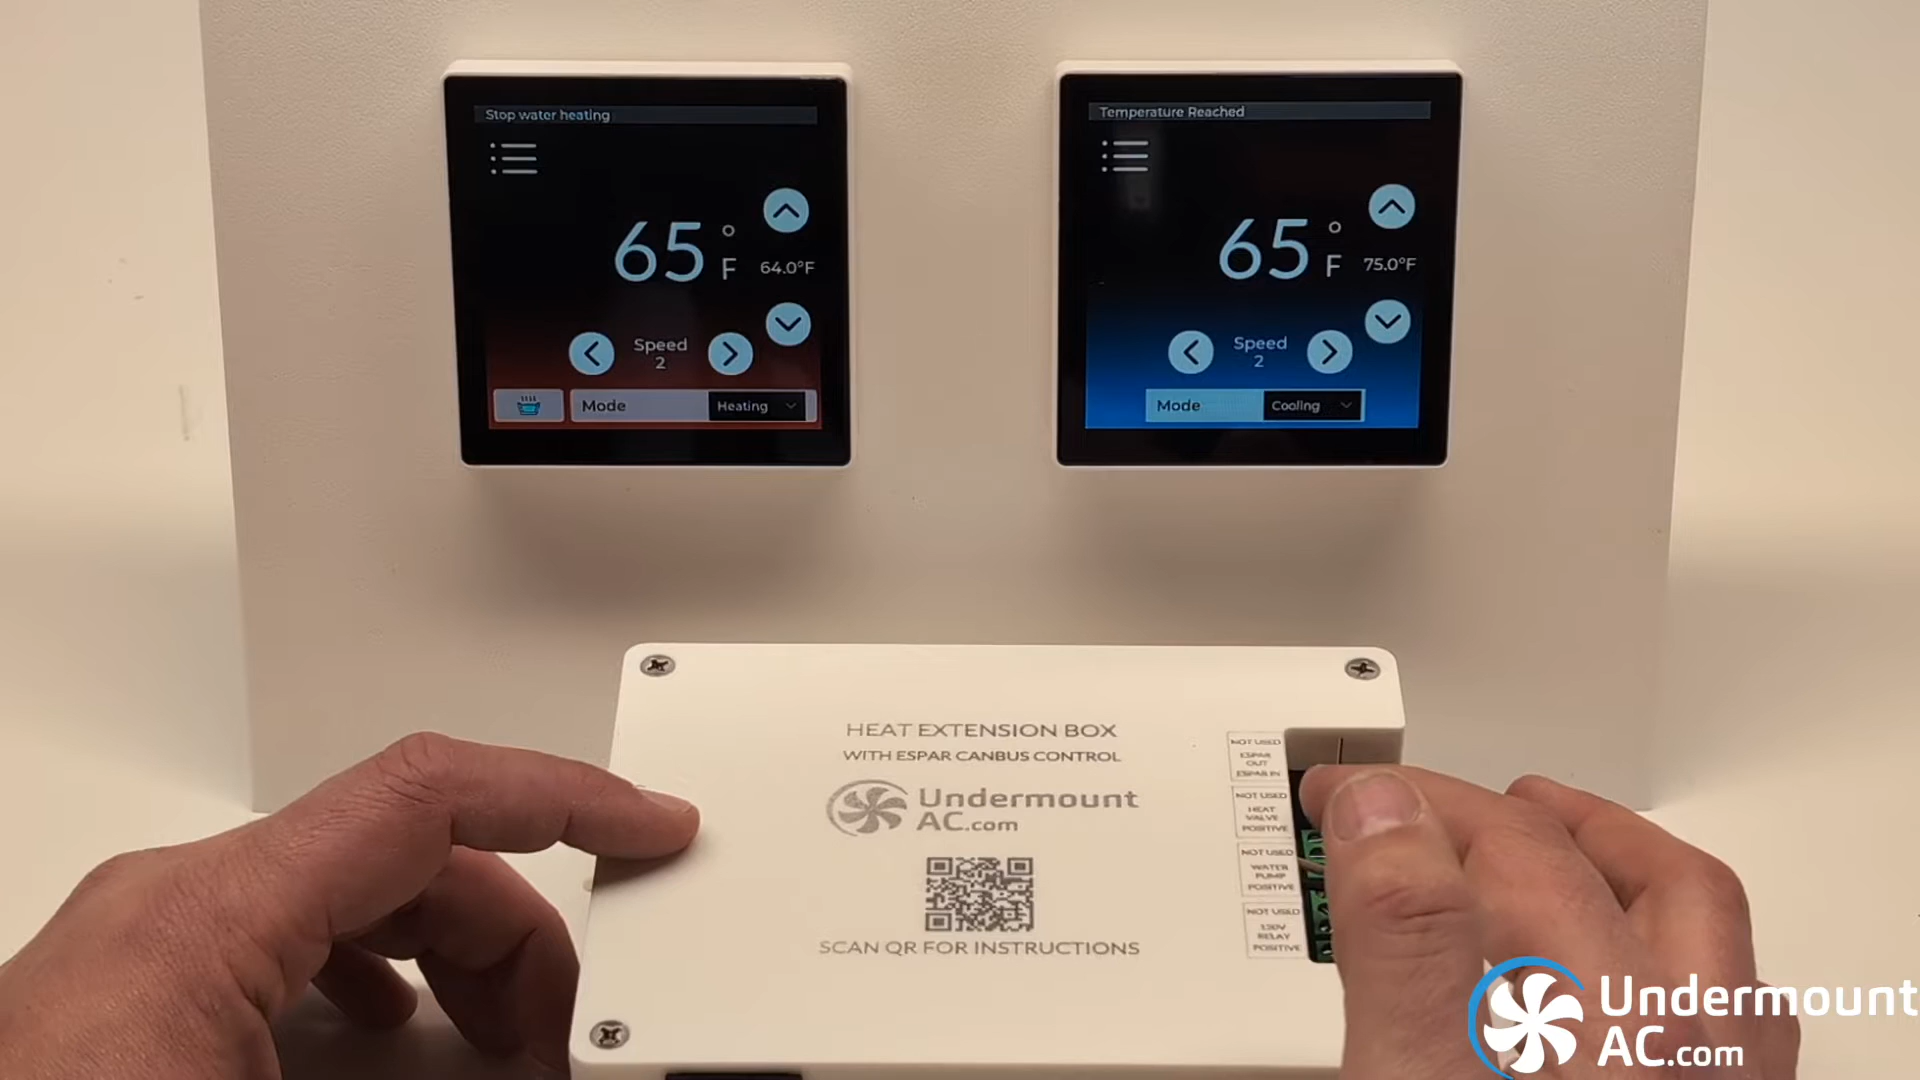 Stop water heating
65 °
F
64.0°F
Speed
2
Mode
Heating
Temperature Reached
65 °
F
75.0°F
Speed
2
Mode
Cooling
HEAT EXTENSION BOX
WITH ESPAR CANBUS CONTROL
Undermount
AC.com
SCAN QR FOR INSTRUCTIONS
NOT USED
ESPAR
OUT
ESPAR IN
NOT USED
HEAT
VALVE
POSITIVE
NOT USED
WATER
PUMP
POSITIVE
NOT USED
RELAY
POSITIVE
Undermount
AC.com